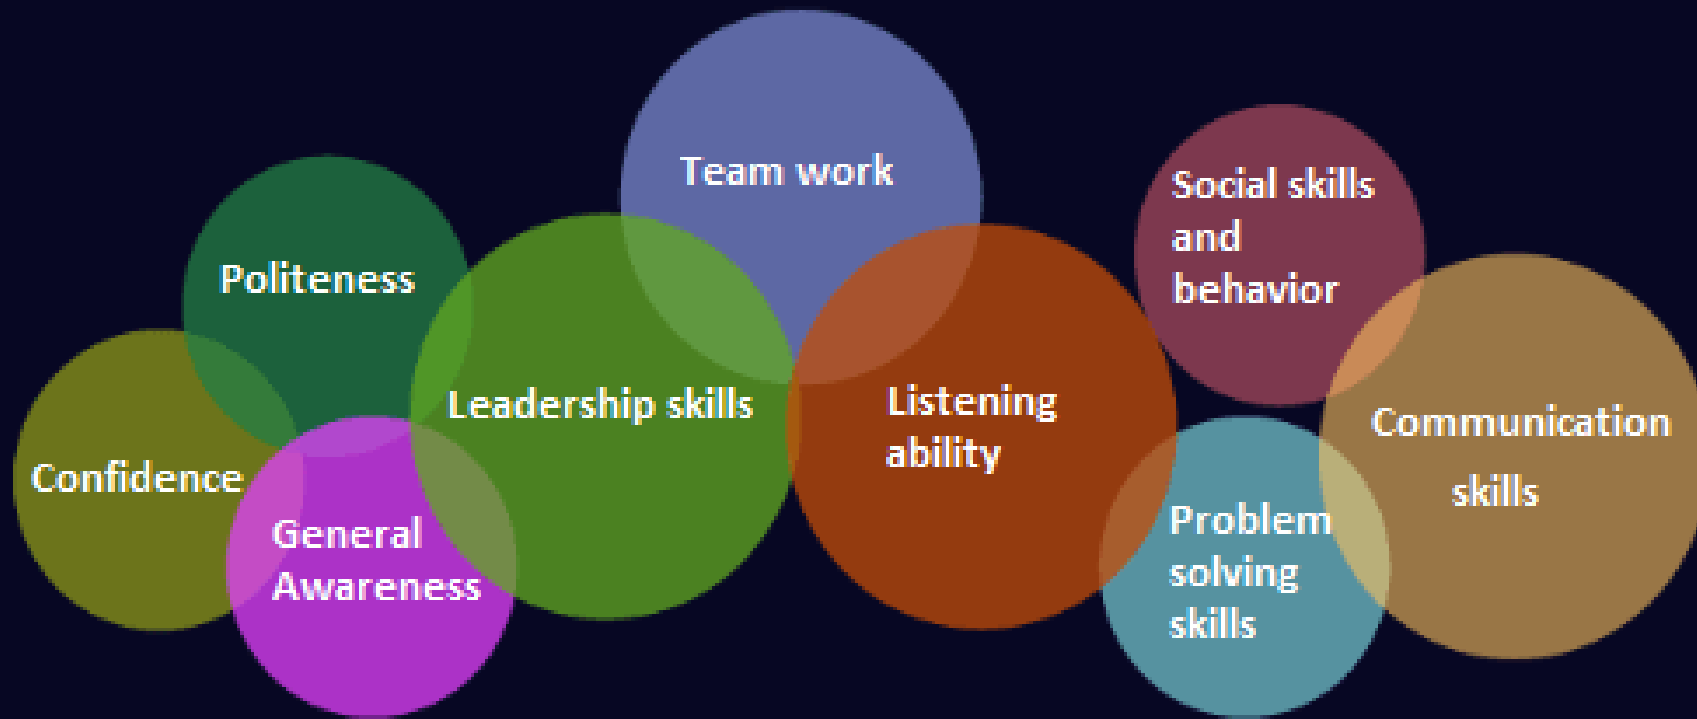 Team work
Social skills
and
behavior
Politeness
Leadership skills
Listening
ability
Communication
skills
Confidence
General
Awareness
Problem
solving
skills